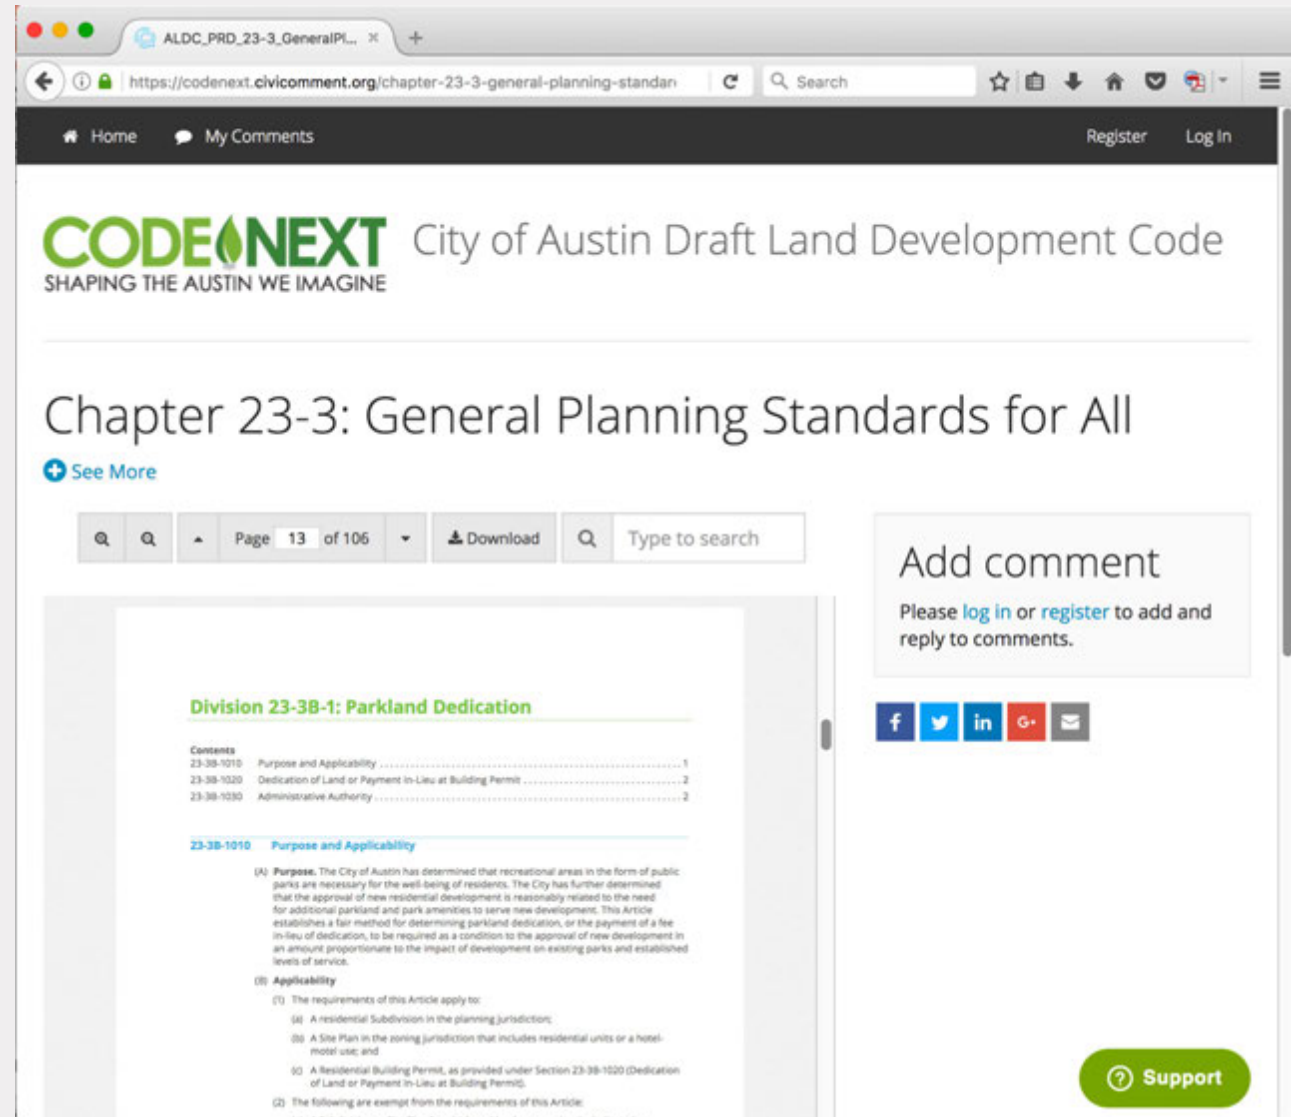 ALDC_PRD_23-3_GeneralPl...
https://codenext.civicomment.org/chapter-23-3-general-planning-standar
Search
Home My Comments Register Log In
CODE NEXT
SHAPING THE AUSTIN WE IMAGINE
City of Austin Draft Land Development Code
Chapter 23-3: General Planning Standards for All
See More
Page 13 of 106 Download Type to search
Add comment
Please log in or register to add and
reply to comments.
Division 23-3B-1: Parkland Dedication
Contents
23-3B-1010 Purpose and Applicability 1
23-3B-1020 Dedication of Land or Payment In-Lieu at Building Permit 2
23-3B-1030 Administrative Authority 2
23-3B-1010 Purpose and Applicability
(A) Purpose. The City of Austin has determined that recreational areas in the form of public
parks are necessary for the well-being of residents. The City has further determined
that the approval of new residential development is reasonably related to the need
for additional parkland and park amenities to serve new development. This Article
establishes a fair method for determining parkland dedication, or the payment of a fee
in-lieu of dedication, to be required as a condition to the approval of new development in
an amount proportionate to the impact of development on existing parks and established
levels of service.
(B) Applicability
(1) The requirements of this Article apply to:
(a) A residential Subdivision in the planning jurisdiction;
(b) A Site Plan in the zoning jurisdiction that includes residential units or a hotel-
motel use; and
(c) A Residential Building Permit, as provided under Section 23-3B-1020 (Dedication
of Land or Payment In-Lieu at Building Permit).
(2) The following are exempt from the requirements of this Article:
f in G+
Support